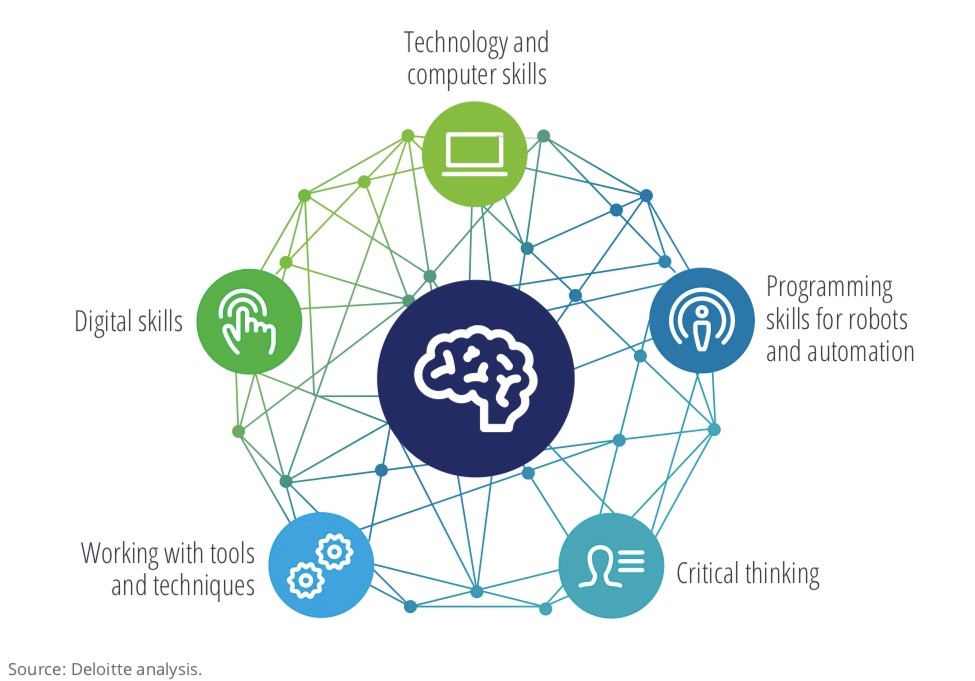 Technology and
computer skills
Programming
skills for robots
and automation
Digital skills
Working with tools
and techniques
Critical thinking
Source: Deloitte analysis.